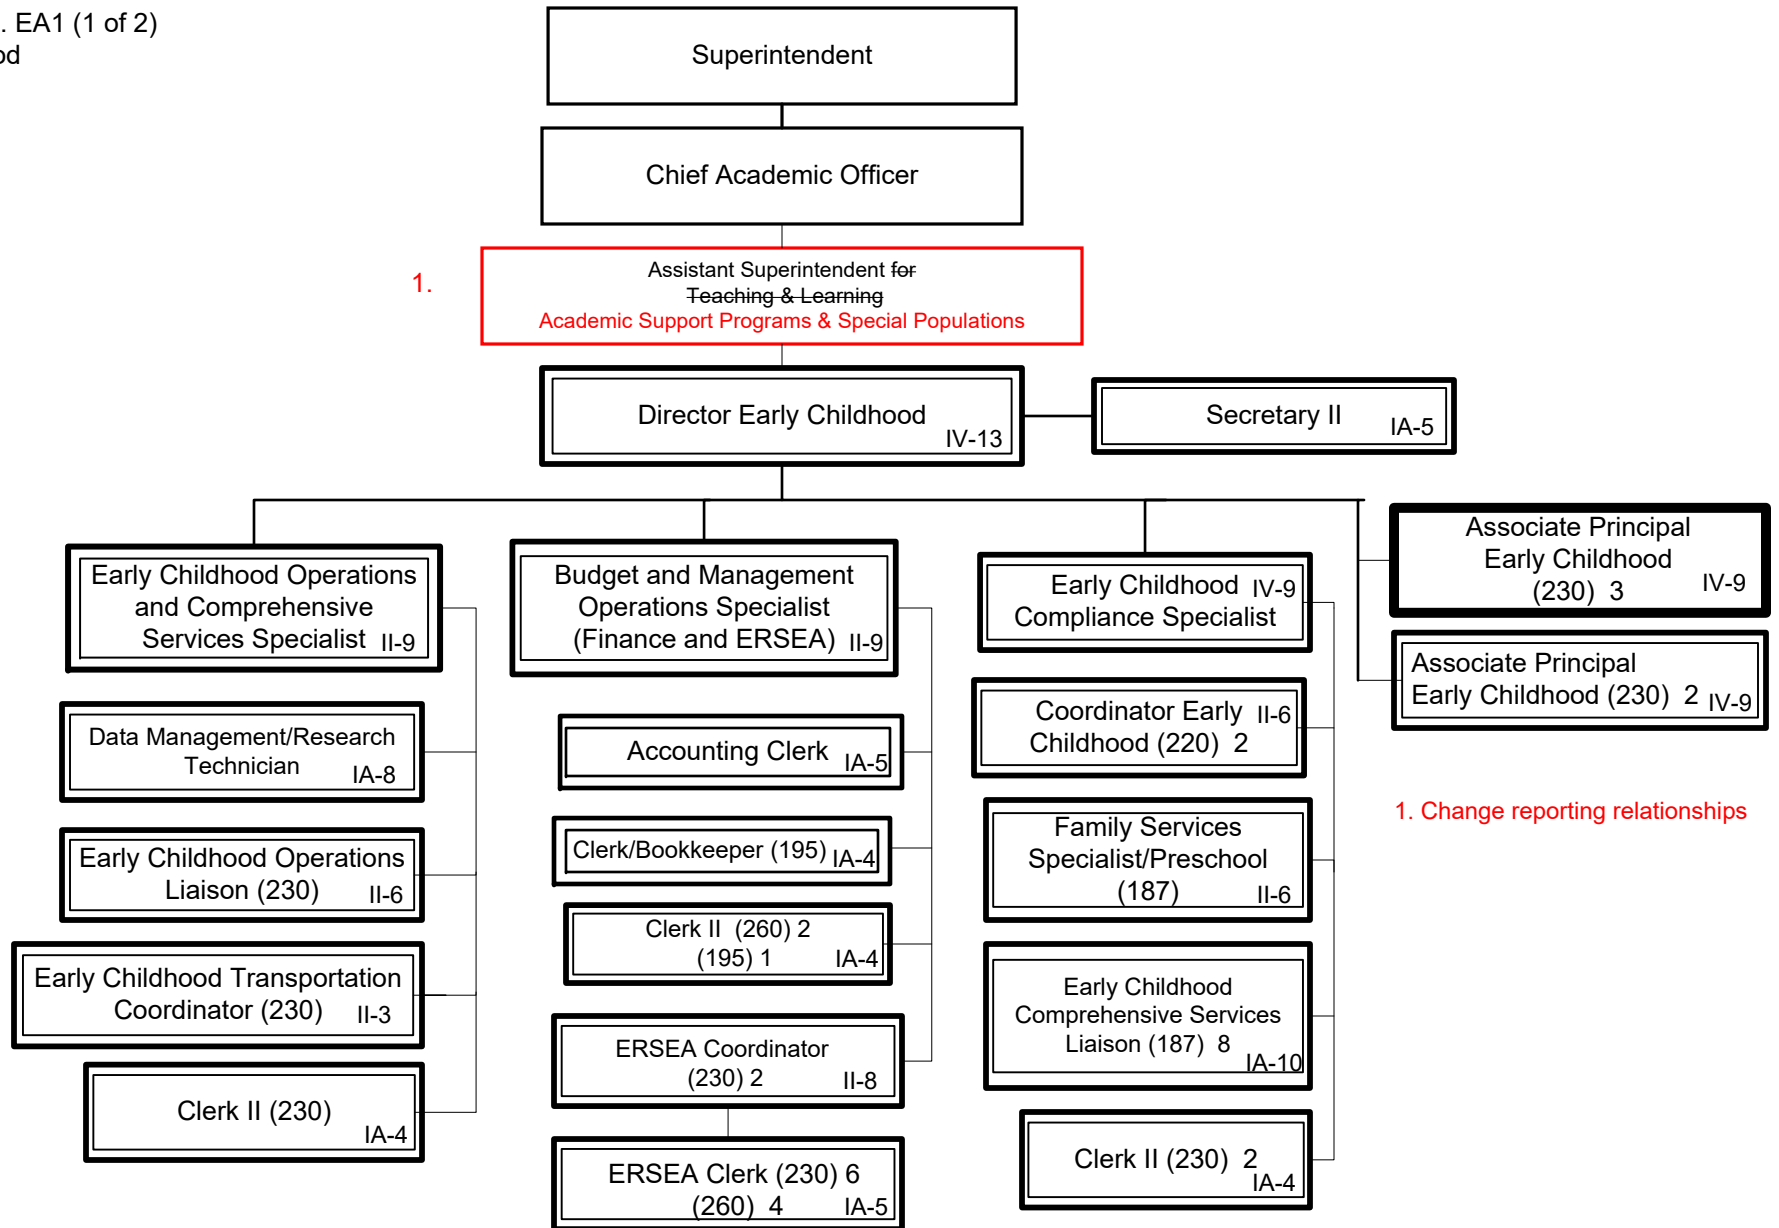 . EA1 (1 of 2)
od
Superintendent
Chief Academic Officer
1.
Assistant Superintendent for
Teaching & Learning
Academic Support Programs & Special Populations
Director Early Childhood
IV-13
Secretary II
IA-5
Early Childhood Operations
and Comprehensive
Services Specialist II-9
Data Management/Research
Technician
IA-8
Early Childhood Operations
Liaison (230)
II-6
Early Childhood Transportation
Coordinator (230)
II-3
Clerk II (230)
IA-4
Budget and Management
Operations Specialist
(Finance and ERSEA) II-9
Accounting Clerk
IA-5
Clerk/Bookkeeper (195) IA-4
Clerk II (260) 2
(195) 1
IA-4
ERSEA Coordinator
(230) 2
II-8
ERSEA Clerk (230) 6
(260) 4
IA-5
Early Childhood IV-9
Compliance Specialist
Coordinator Early II-6
Childhood (220) 2
Family Services
Specialist/Preschool
(187)
II-6
Early Childhood
Comprehensive Services
Liaison (187) 8
IA-10
Clerk II (230) 2
IA-4
Associate Principal
Early Childhood
(230) 3
IV-9
Associate Principal
Early Childhood (230) 2 IV-9
1. Change reporting relationships